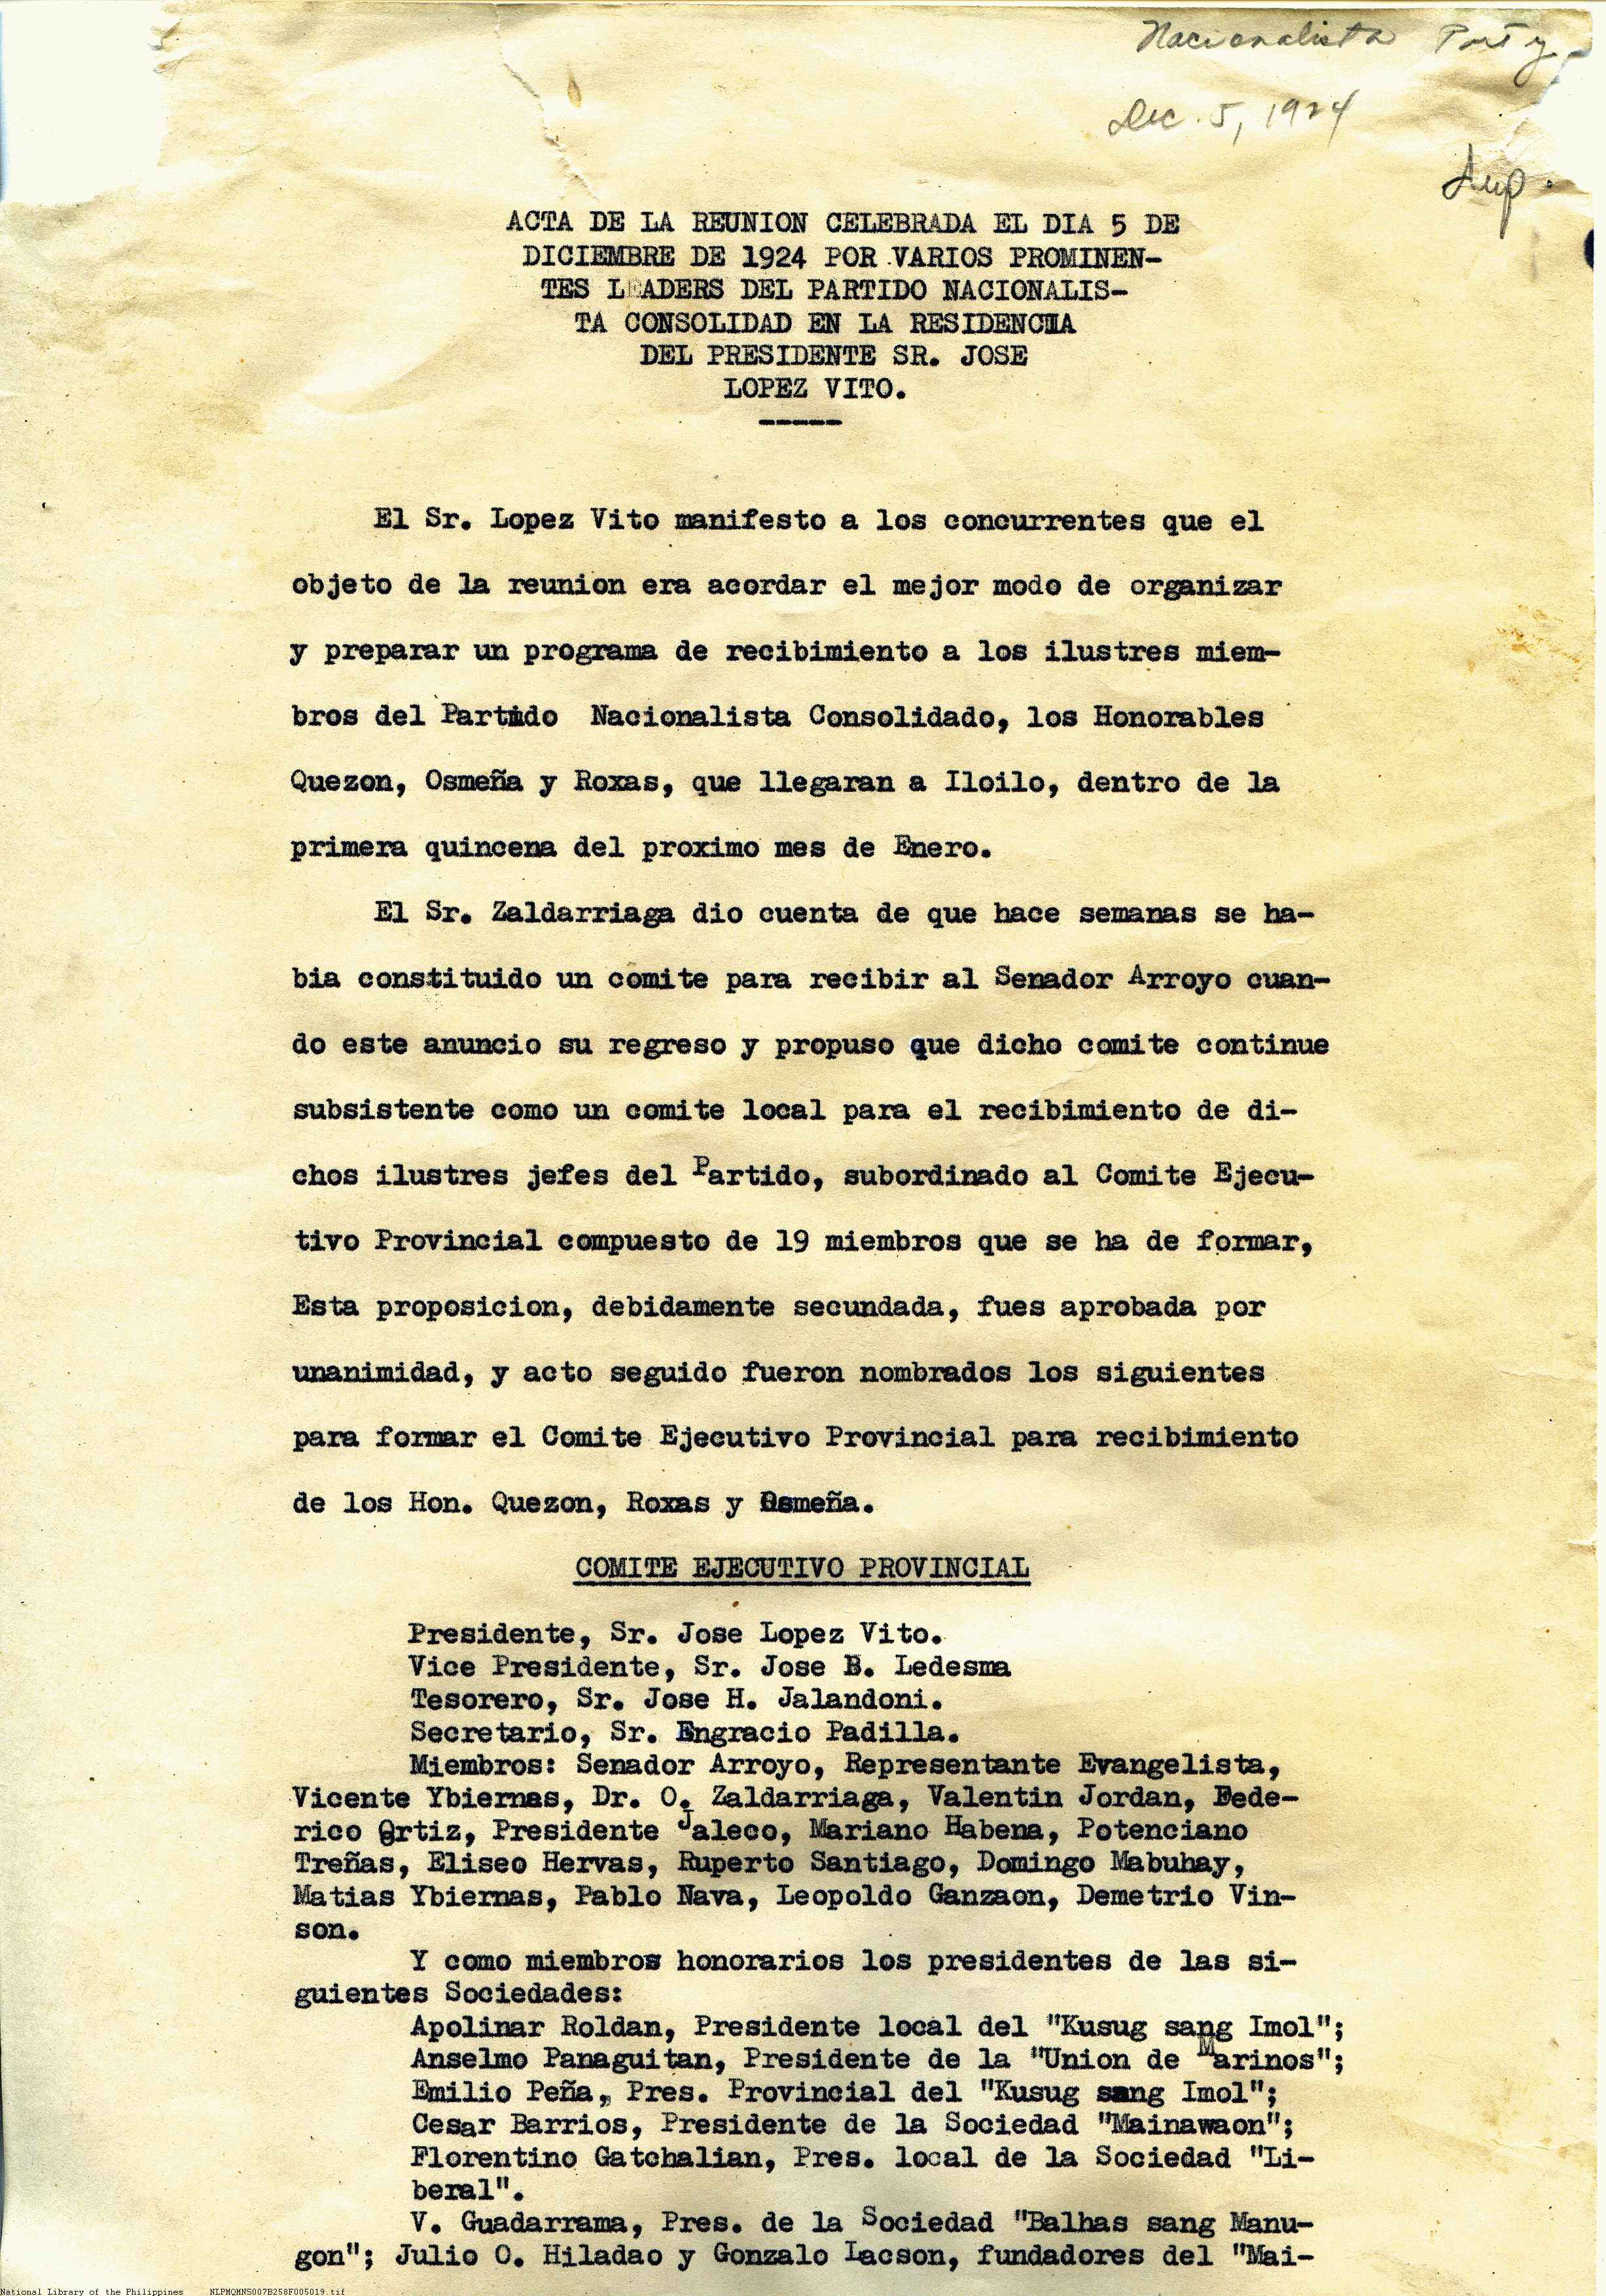 Nacionalista Party
Dec. 5, 1924
Sup.
ACTA DE LA REUNION CELEBRADA EL DIA 5 DE
DICIEMBRE DE 1924 POR VARIOS PROMINEN-
TES LEADERS DEL PARTIDO NACIONALIS-
TA CONSOLIDAD EN LA RESIDENCIA
DEL PRESIDENTE SR. JOSE
LOPEZ VITO.
El Sr. Lopez Vito manifesto a los concurrentes que el
objeto de la reunion era acordar el mejor modo de organizar
y preparar un programa de recibimiento a los ilustres miem-
bros del Partido Nacionalista Consolidado, los Honorables
Quezon, Osmeña y Roxas, que llegaran a Iloilo, dentro de la
primera quincena del proximo mes de Enero.
El Sr. Zaldarriaga dio cuenta de que hace semanas se ha-
bia constituido un comite para recibir al Senador Arroyo cuan-
do este anuncio su regreso y propuso que dicho comite continue
subsistente como un comite local para el recibimiento de di-
chos ilustres jefes del Partido, subordinado al Comite Ejecu-
tivo Provincial compuesto de 19 miembros que se ha de formar,
Esta proposicion, debidamente secundada, fues aprobada por
unanimidad, y acto seguido fueron nombrados los siguientes
para formar el Comite Ejecutivo Provincial para recibimiento
de los Hon. Quezon, Roxas y Osmeña.
COMITE EJECUTIVO PROVINCIAL
Presidente, Sr. Jose Lopez Vito.
Vice Presidente, Sr. Jose B. Ledesma
Tesorero, Sr. Jose H. Jalandoni.
Secretario, Sr. Engracio Padilla.
Miembros: Senador Arroyo, Representante Evangelista,
Vicente Ybiernas, Dr. O. Zaldarriaga, Valentin Jordan, Fede-
rico Ortiz, Presidente Jaleco, Mariano Habena, Potenciano
Treñas, Eliseo Hervas, Ruperto Santiago, Domingo Mabuhay,
Matias Ybiernas, Pablo Nava, Leopoldo Ganzaon, Demetrio Vin-
son.
Y como miembros honorarios los presidentes de las si-
guientes Sociedades:
Apolinar Roldan, Presidente local del "Kusug sang Imol";
Anselmo Panaguitan, Presidente de la "Union de Marinos";
Emilio Peña, Pres. Provincial del "Kusug sang Imol";
Cesar Barrios, Presidente de la Sociedad "Mainawaon";
Florentino Gatchalian, Pres. local de la Sociedad "Li-
beral".
V. Guadarrama, Pres. de la Sociedad "Balhas sang Manu-
gon"; Julio O. Hiladao y Gonzalo Lacson, fundadores del "Mai-
National Library of the Philippines NLPMQMNS007B258F005019.tif